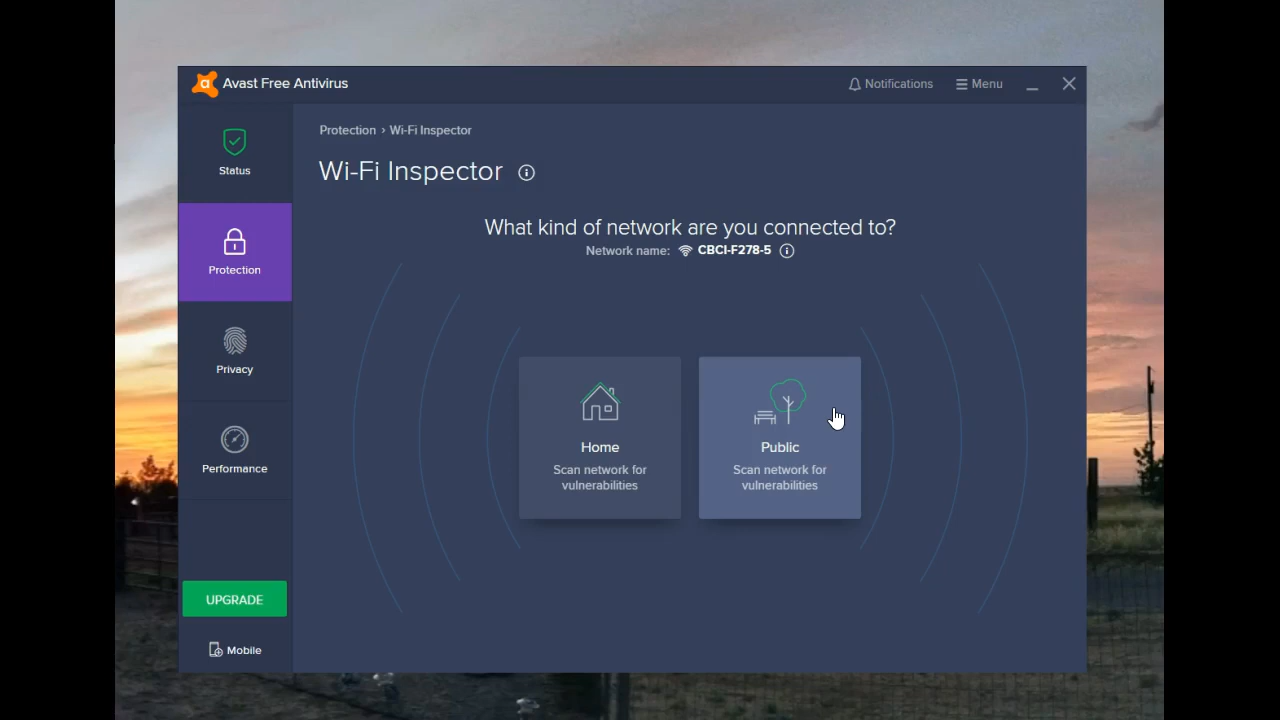 Avast Free Antivirus
Notifications
Menu
Status
Protection
Privacy
Performance
UPGRADE
Mobile
Protection › Wi-Fi Inspector
Wi-Fi Inspector
What kind of network are you connected to?
Network name: CBCI-F278-5
Home
Scan network for
vulnerabilities
Public
Scan network for
vulnerabilities